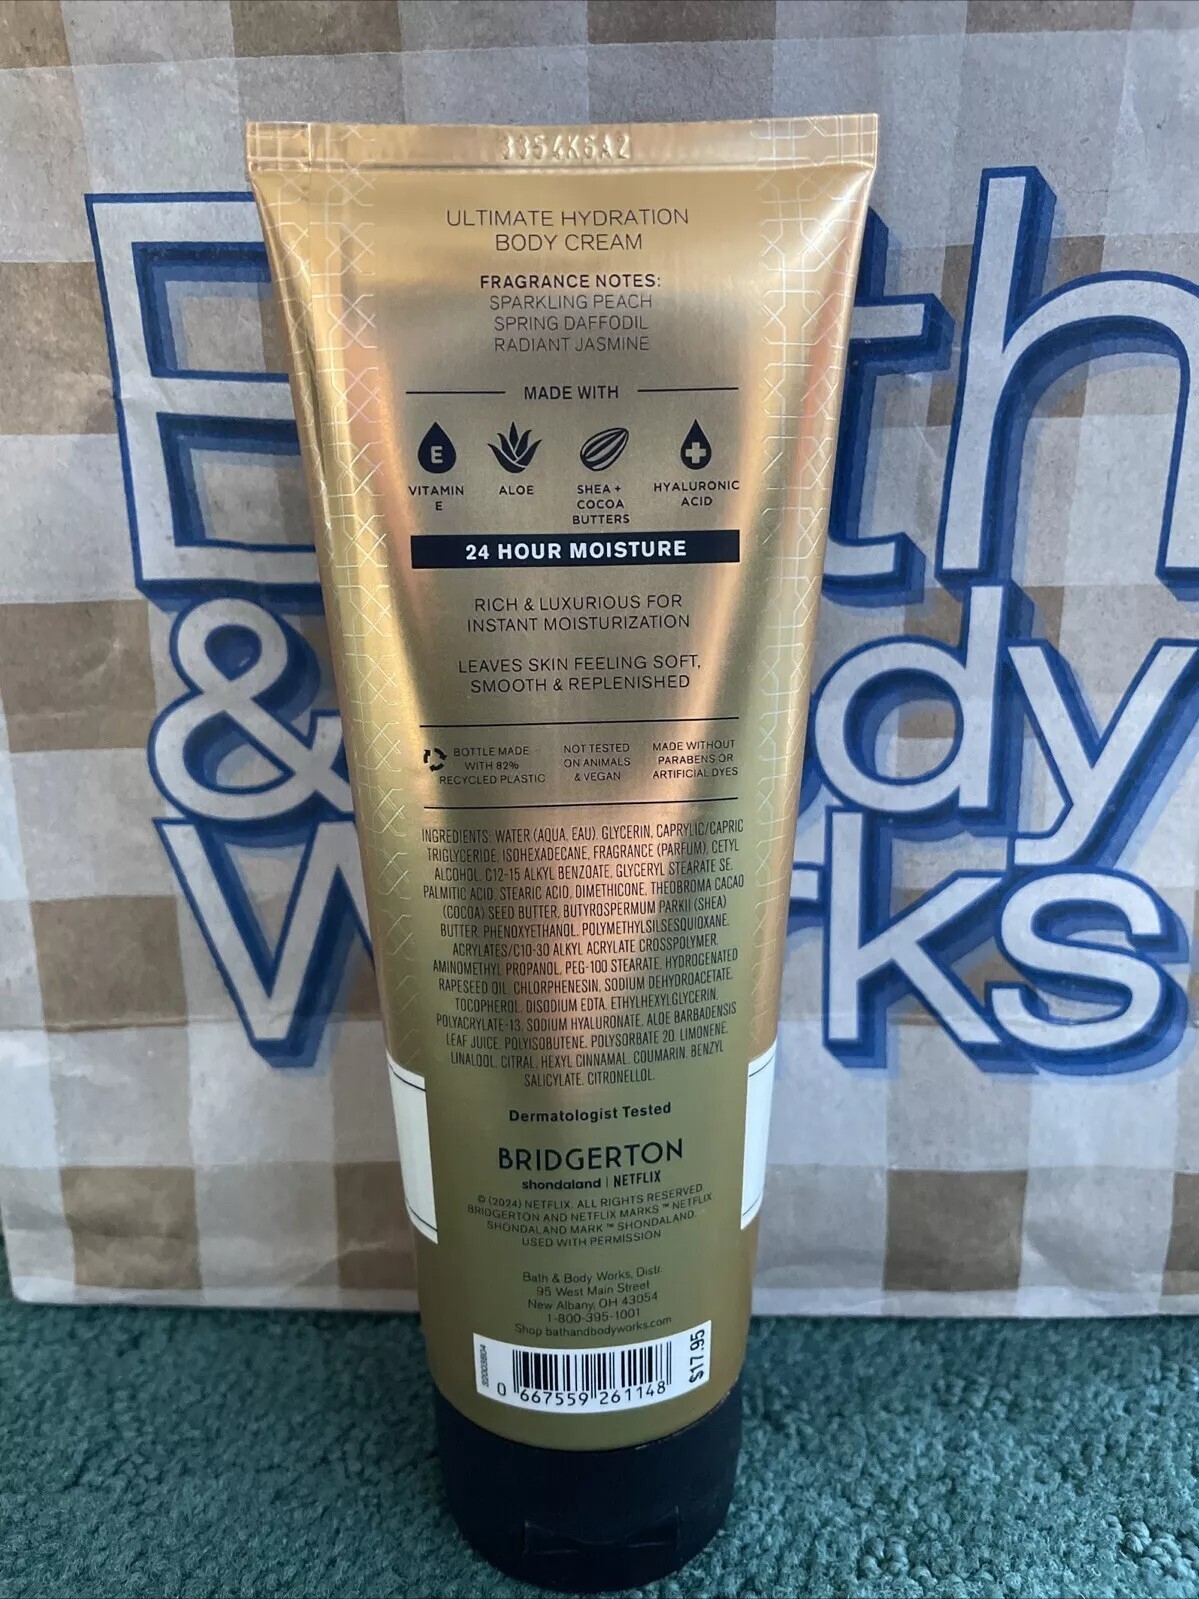 3354K6A2
ULTIMATE HYDRATION
BODY CREAM
FRAGRANCE NOTES:
SPARKLING PEACH
SPRING DAFFODIL
RADIANT JASMINE
MADE WITH
E
VITAMIN
E
ALOE
SHEA +
COCOA
BUTTERS
HYALURONIC
ACID
24 HOUR MOISTURE
RICH & LUXURIOUS FOR
INSTANT MOISTURIZATION
LEAVES SKIN FEELING SOFT,
SMOOTH & REPLENISHED
BOTTLE MADE
WITH 82%
RECYCLED PLASTIC
NOT TESTED
ON ANIMALS
& VEGAN
MADE WITHOUT
PARABENS OR
ARTIFICIAL DYES
INGREDIENTS: WATER (AQUA, EAU), GLYCERIN, CAPRYLIC/CAPRIC
TRIGLYCERIDE, ISOHEXADECANE, FRAGRANCE (PARFUM), CETYL
ALCOHOL, C12-15 ALKYL BENZOATE, GLYCERYL STEARATE SE,
PALMITIC ACID, STEARIC ACID, DIMETHICONE, THEOBROMA CACAO
(COCOA) SEED BUTTER, BUTYROSPERMUM PARKII (SHEA)
BUTTER, PHENOXYETHANOL, POLYMETHYLSILSESQUIOXANE,
ACRYLATES/C10-30 ALKYL ACRYLATE CROSSPOLYMER,
AMINOMETHYL PROPANOL, PEG-100 STEARATE, HYDROGENATED
RAPESEED OIL, CHLORPHENESIN, SODIUM DEHYDROACETATE,
TOCOPHEROL, DISODIUM EDTA, ETHYLHEXYLGLYCERIN,
POLYACRYLATE-13, SODIUM HYALURONATE, ALOE BARBADENSIS
LEAF JUICE, POLYISOBUTENE, POLYSORBATE 20, LIMONENE,
LINALOOL, CITRAL, HEXYL CINNAMAL, COUMARIN, BENZYL
SALICYLATE, CITRONELLOL.
Dermatologist Tested
BRIDGERTON
shondaland | NETFLIX
© (2024) NETFLIX. ALL RIGHTS RESERVED.
BRIDGERTON AND NETFLIX MARKS ™ NETFLIX
SHONDALAND MARK ™ SHONDALAND.
USED WITH PERMISSION
Bath & Body Works, Distr.
95 West Main Street
New Albany, OH 43054
1-800-395-1001
Shop bathandbodyworks.com
0 667559 261148
$17.95
th
& dy
W rks